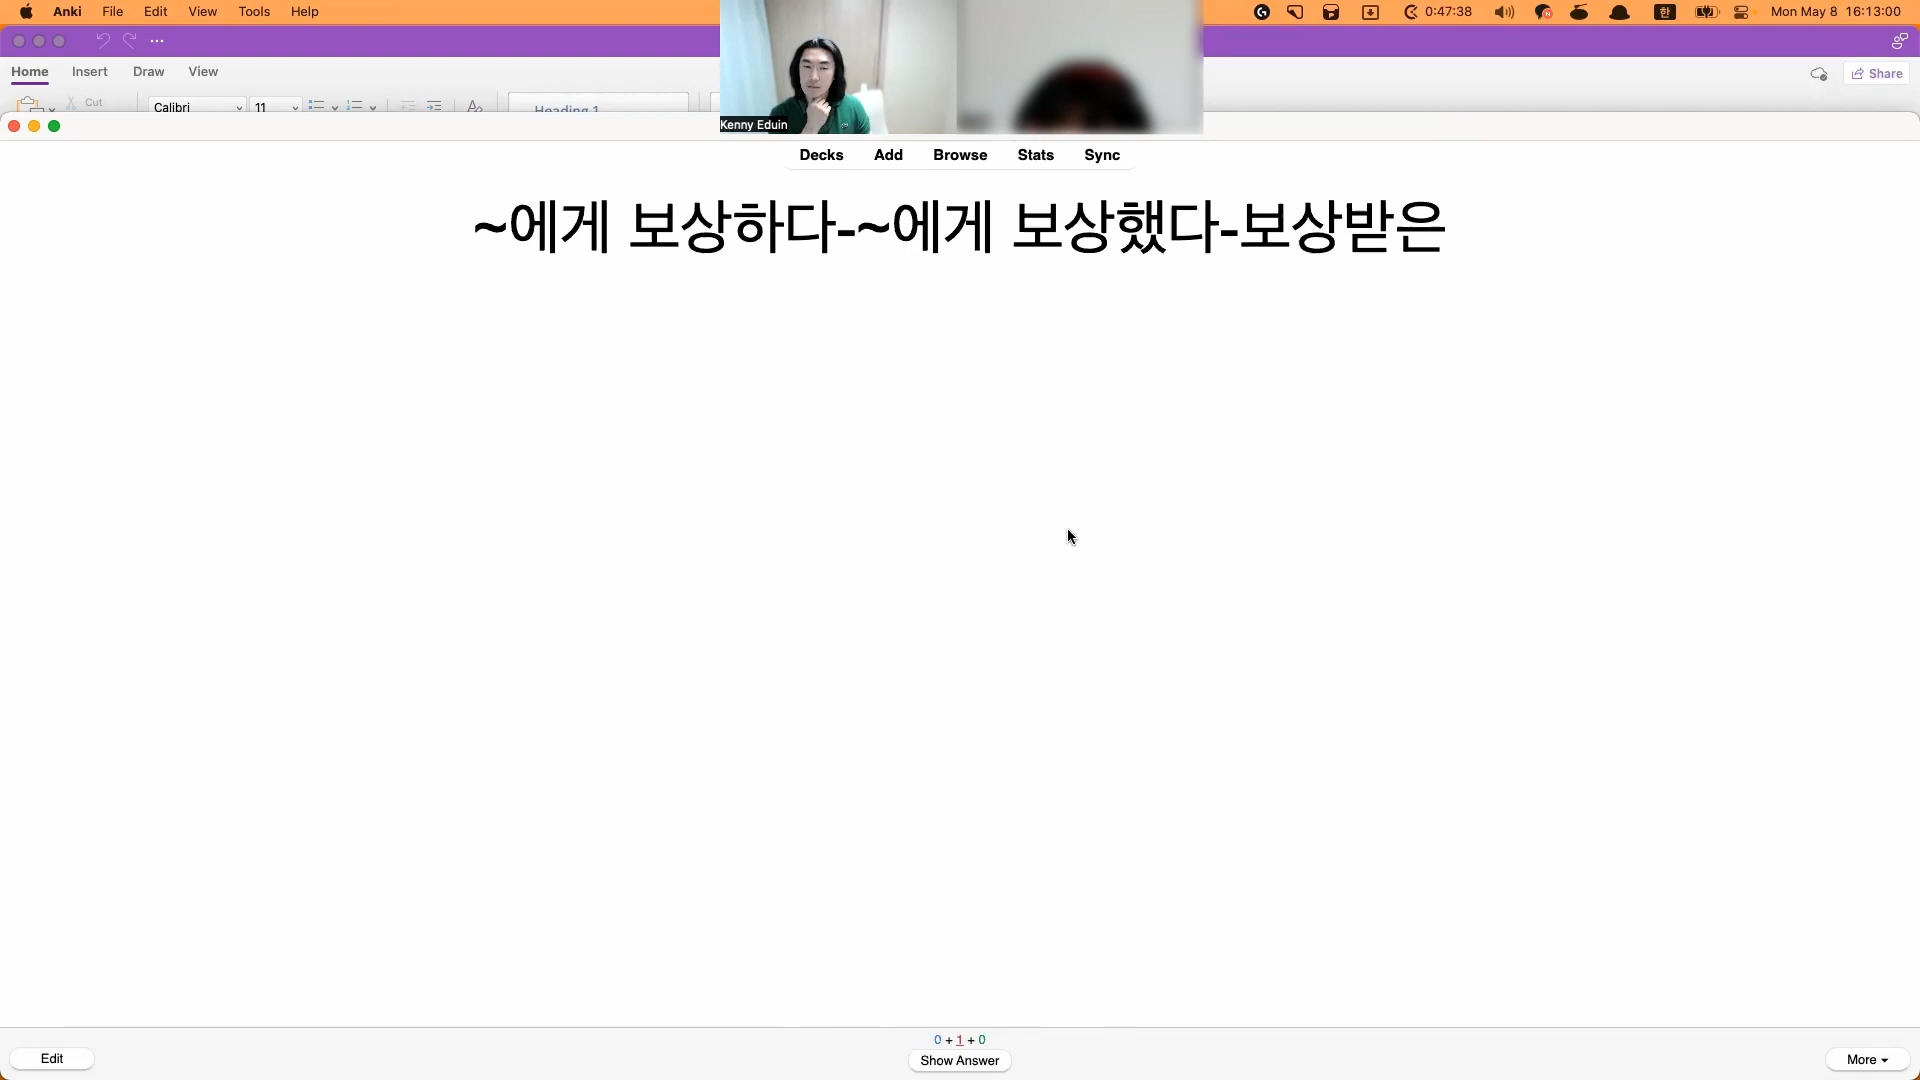 Anki File Edit View Tools Help 0:47:38 한 Mon May 8 16:13:00
Home Insert Draw View Share
Cut Calibri 11 Heading 1
Kenny Eduin
Decks Add Browse Stats Sync
~에게 보상하다-~에게 보상했다-보상받은
0 + 1 + 0
Edit Show Answer More